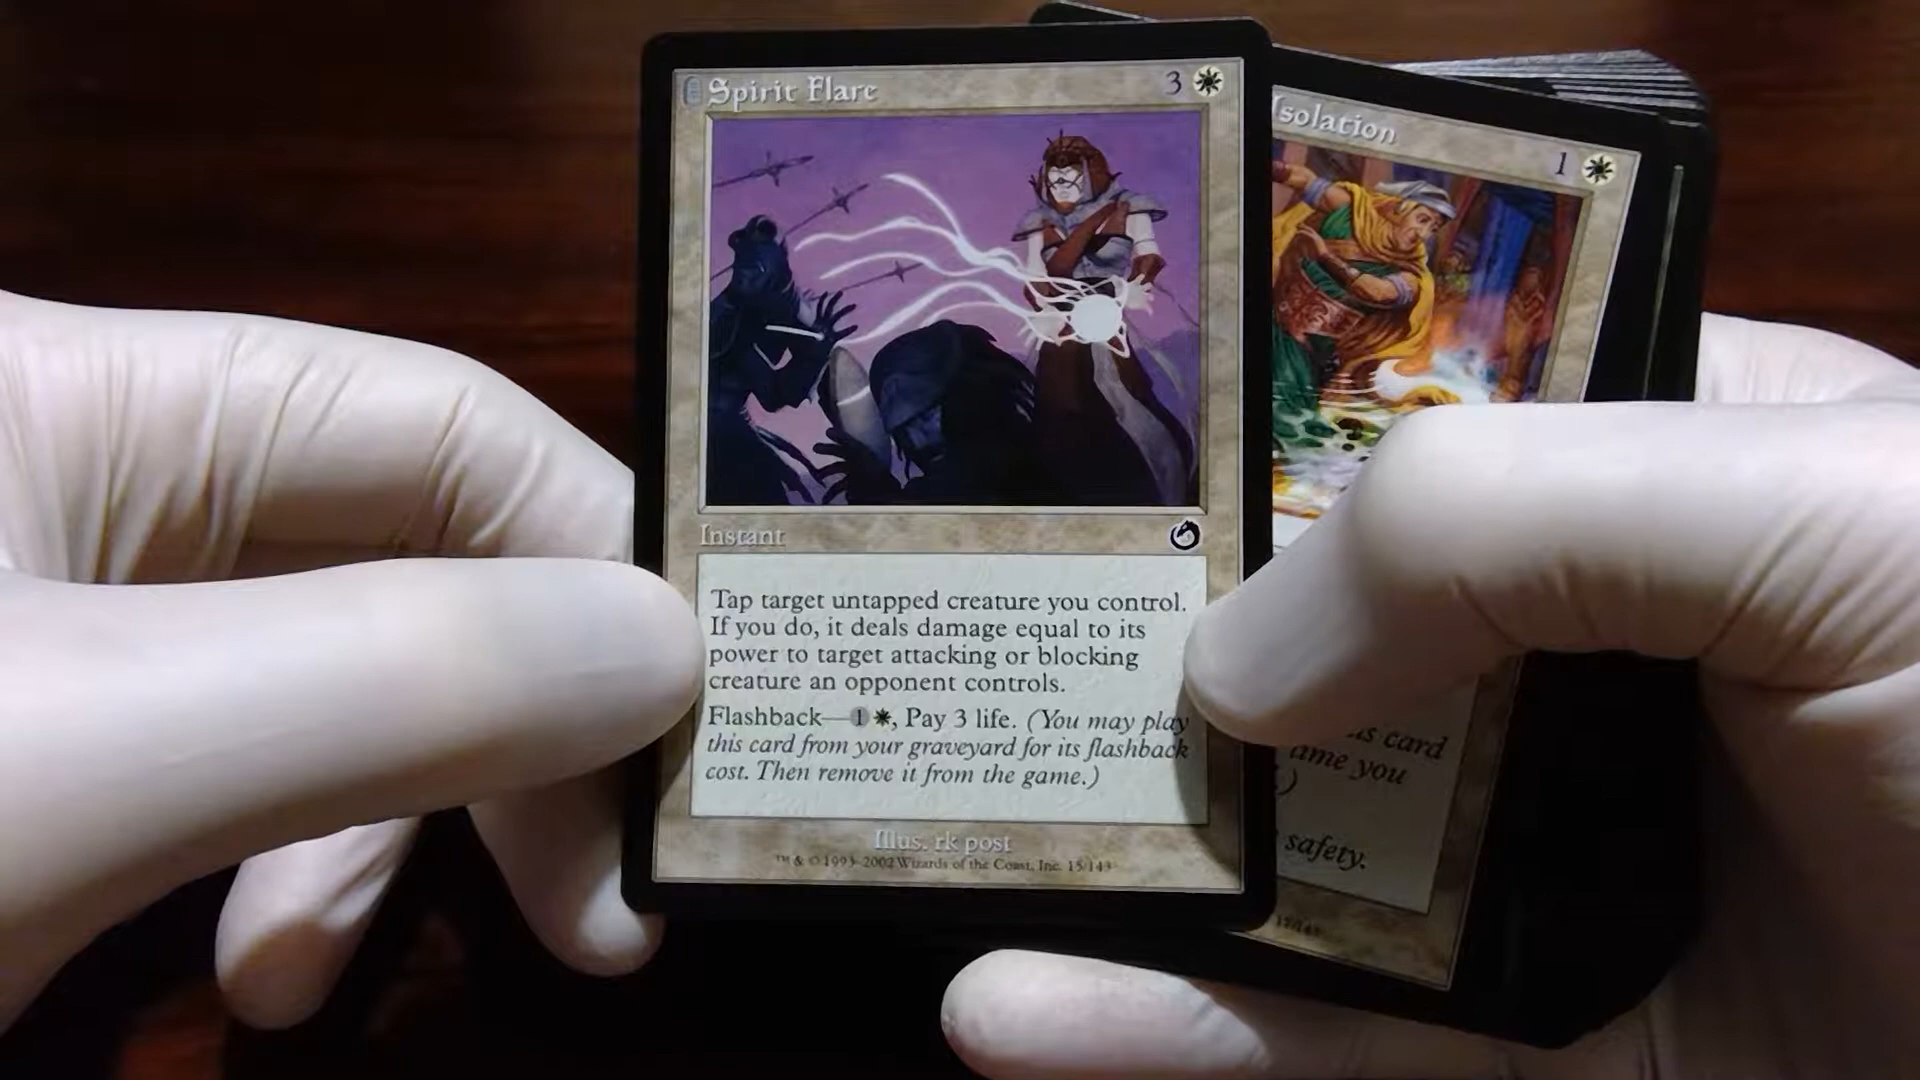 Spirit Flare 3
Instant
Tap target untapped creature you control.
If you do, it deals damage equal to its
power to target attacking or blocking
creature an opponent controls.
Flashback—1, Pay 3 life. (You may play
this card from your graveyard for its flashback
cost. Then remove it from the game.)
Illus. rk post
™ & © 1993-2002 Wizards of the Coast, Inc. 15/143
Isolation 1
card
you
)
safety.